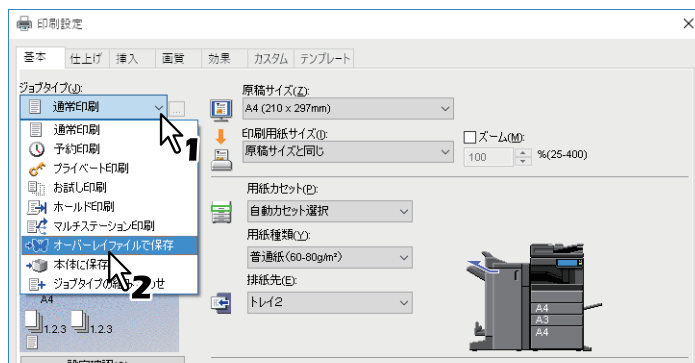 印刷設定
基本 仕上げ 挿入 画質 効果 カスタム テンプレート
ジョブタイプ(J):
通常印刷
...
通常印刷
予約印刷
プライベート印刷
お試し印刷
ホールド印刷
マルチステーション印刷
オーバーレイファイルで保存
本体に保存
ジョブタイプの組み
わせ
1
2
A4
1.2.3 1.2.3
原稿サイズ(Z):
A4 (210 x 297mm)
印刷用紙サイズ(I):
原稿サイズと同じ
ズーム(M):
100 %(25-400)
用紙カセット(P):
自動カセット選択
用紙種類(Y):
普通紙(60-80g/m²)
排紙先(E):
トレイ2
A4
A3
A4